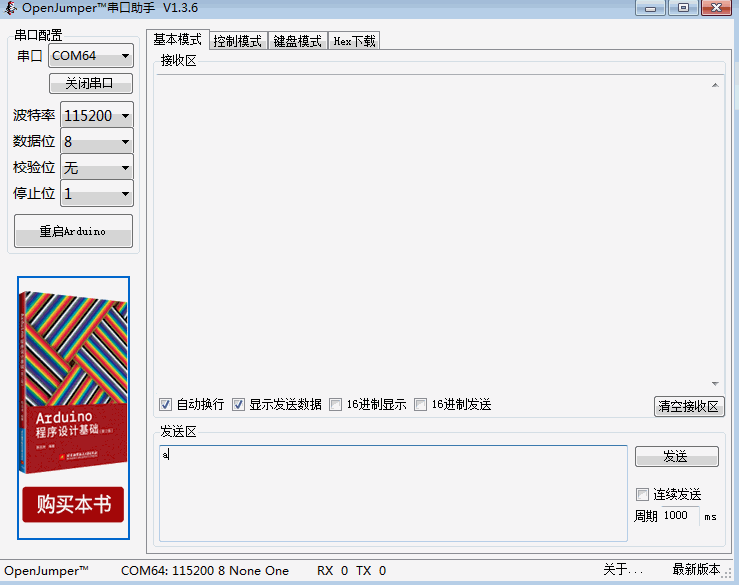 OpenJumper™串口助手 V1.3.6
串口配置
串口 COM64
关闭串口
波特率 115200
数据位 8
校验位 无
停止位 1
重启Arduino
Arduino
程序设计基础
购买本书
基本模式 控制模式 键盘模式 Hex下载
接收区
自动换行 显示发送数据 16进制显示 16进制发送 清空接收区
发送区
a
发送
连续发送
周期 1000 ms
OpenJumper™ COM64: 115200 8 None One RX 0 TX 0 关于... 最新版本